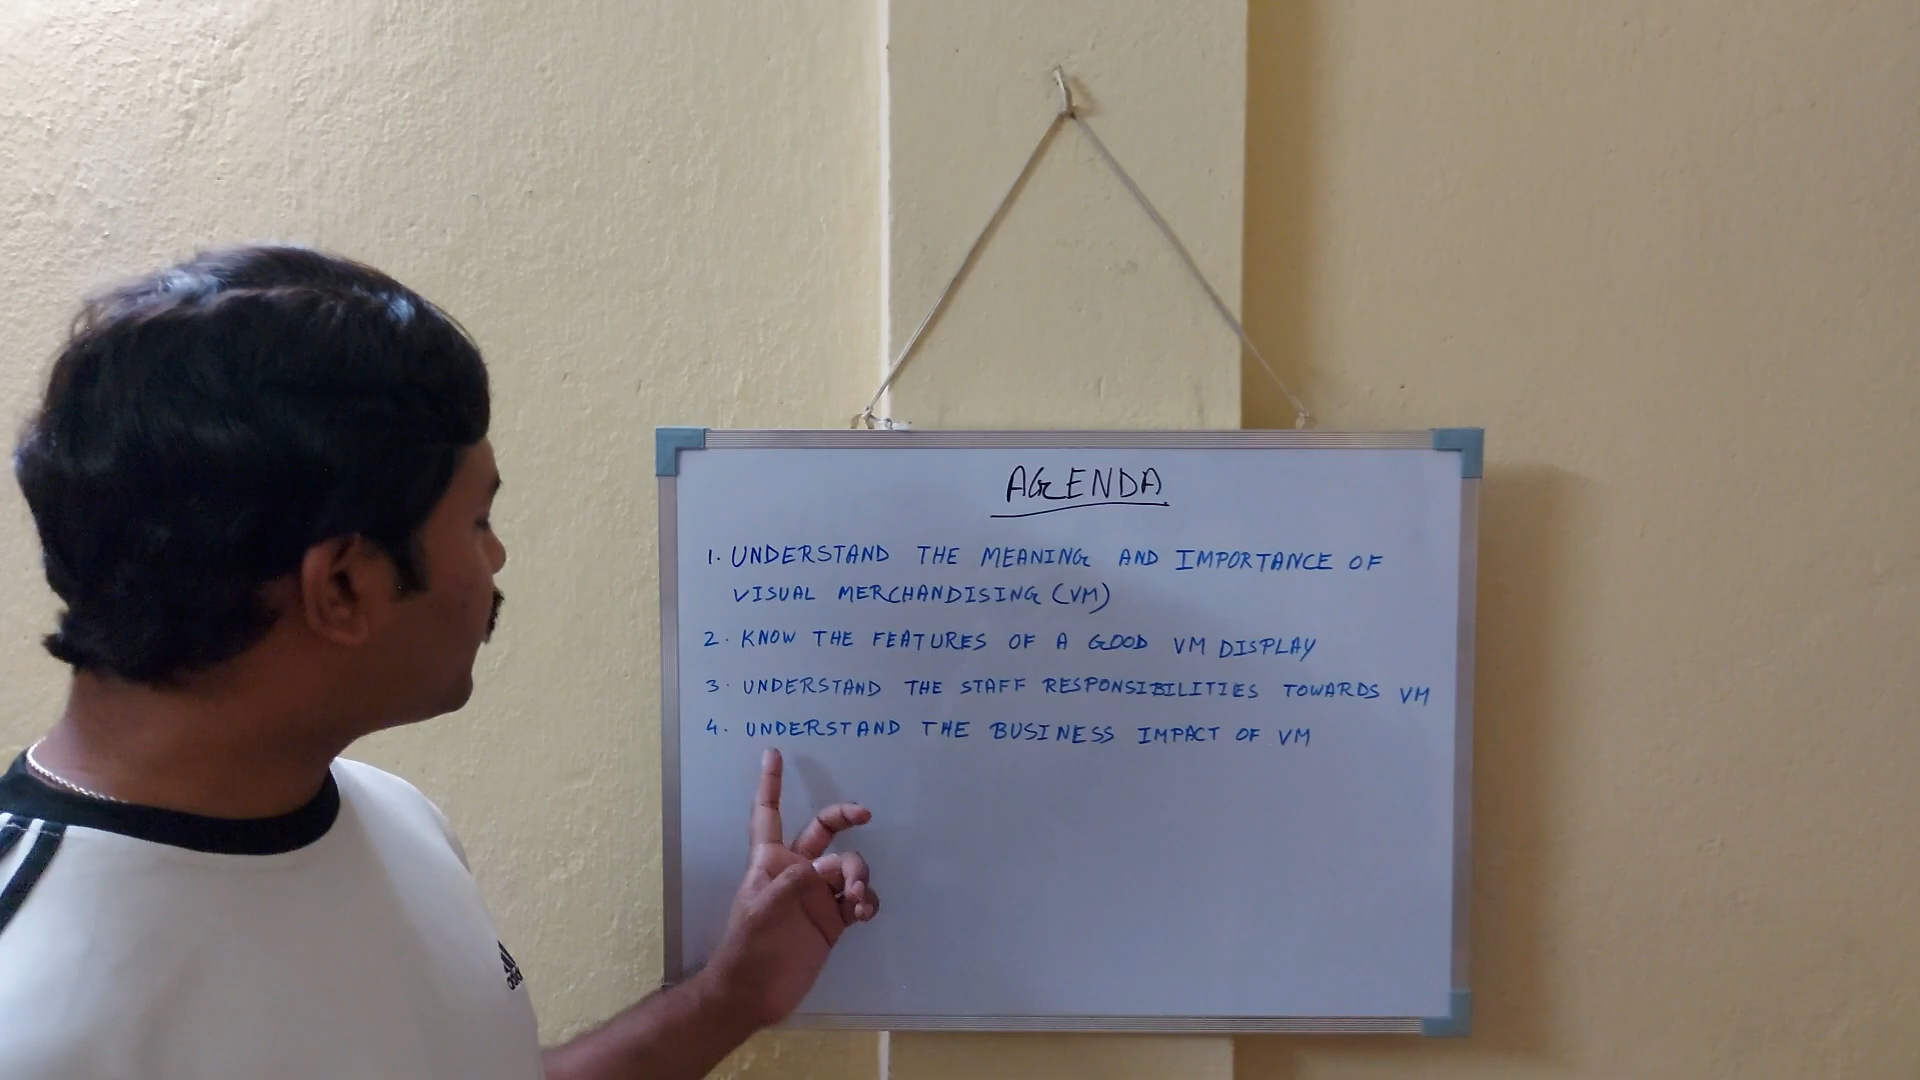 AGENDA
1. UNDERSTAND THE MEANING AND IMPORTANCE OF
VISUAL MERCHANDISING (VM)
2. KNOW THE FEATURES OF A GOOD VM DISPLAY
3. UNDERSTAND THE STAFF RESPONSIBILITIES TOWARDS VM
4. UNDERSTAND THE BUSINESS IMPACT OF VM